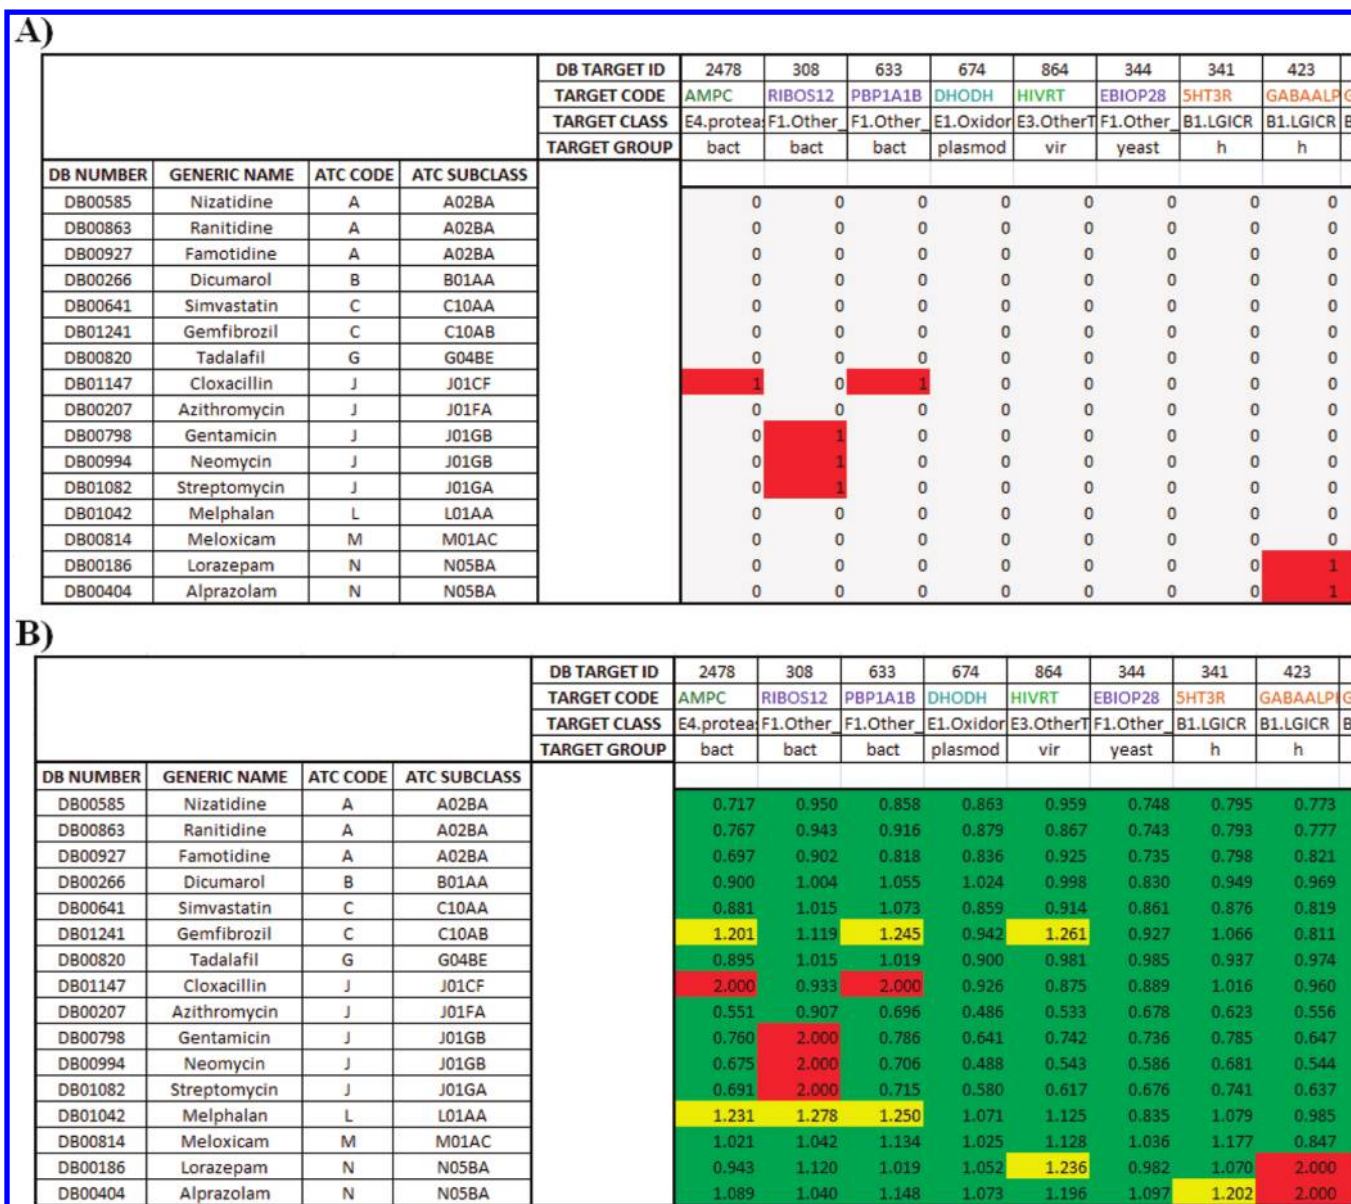 A)
DB TARGET ID 2478 308 633 674 864 344 341 423
TARGET CODE AMPC RIBOS12 PBP1A1B DHODH HIVRT EBIOP28 5HT3R GABAALP G
TARGET CLASS E4.protea F1.Other_ F1.Other_ E1.Oxidor E3.OtherT F1.Other_ B1.LGICR B1.LGICR B
TARGET GROUP bact bact bact plasmod vir yeast h h
DB NUMBER GENERIC NAME ATC CODE ATC SUBCLASS
DB00585 Nizatidine A A02BA 0 0 0 0 0 0 0 0
DB00863 Ranitidine A A02BA 0 0 0 0 0 0 0 0
DB00927 Famotidine A A02BA 0 0 0 0 0 0 0 0
DB00266 Dicumarol B B01AA 0 0 0 0 0 0 0 0
DB00641 Simvastatin C C10AA 0 0 0 0 0 0 0 0
DB01241 Gemfibrozil C C10AB 0 0 0 0 0 0 0 0
DB00820 Tadalafil G G04BE 0 0 0 0 0 0 0 0
DB01147 Cloxacillin J J01CF 1 0 1 0 0 0 0 0
DB00207 Azithromycin J J01FA 0 0 0 0 0 0 0 0
DB00798 Gentamicin J J01GB 0 1 0 0 0 0 0 0
DB00994 Neomycin J J01GB 0 1 0 0 0 0 0 0
DB01082 Streptomycin J J01GA 0 1 0 0 0 0 0 0
DB01042 Melphalan L L01AA 0 0 0 0 0 0 0 0
DB00814 Meloxicam M M01AC 0 0 0 0 0 0 0 0
DB00186 Lorazepam N N05BA 0 0 0 0 0 0 0 1
DB00404 Alprazolam N N05BA 0 0 0 0 0 0 0 1
B)
DB TARGET ID 2478 308 633 674 864 344 341 423
TARGET CODE AMPC RIBOS12 PBP1A1B DHODH HIVRT EBIOP28 5HT3R GABAALP G
TARGET CLASS E4.protea F1.Other_ F1.Other_ E1.Oxidor E3.OtherT F1.Other_ B1.LGICR B1.LGICR B
TARGET GROUP bact bact bact plasmod vir yeast h h
DB NUMBER GENERIC NAME ATC CODE ATC SUBCLASS
DB00585 Nizatidine A A02BA 0.717 0.950 0.858 0.863 0.959 0.748 0.795 0.773
DB00863 Ranitidine A A02BA 0.767 0.943 0.916 0.879 0.867 0.743 0.793 0.777
DB00927 Famotidine A A02BA 0.697 0.902 0.818 0.836 0.925 0.735 0.798 0.821
DB00266 Dicumarol B B01AA 0.900 1.004 1.055 1.024 0.998 0.830 0.949 0.969
DB00641 Simvastatin C C10AA 0.881 1.015 1.073 0.859 0.914 0.861 0.876 0.819
DB01241 Gemfibrozil C C10AB 1.201 1.119 1.245 0.942 1.261 0.927 1.066 0.811
DB00820 Tadalafil G G04BE 0.895 1.015 1.019 0.900 0.981 0.985 0.937 0.974
DB01147 Cloxacillin J J01CF 2.000 0.933 2.000 0.926 0.875 0.889 1.016 0.960
DB00207 Azithromycin J J01FA 0.551 0.907 0.696 0.486 0.533 0.678 0.623 0.556
DB00798 Gentamicin J J01GB 0.760 2.000 0.786 0.641 0.742 0.736 0.785 0.647
DB00994 Neomycin J J01GB 0.675 2.000 0.706 0.488 0.543 0.586 0.681 0.544
DB01082 Streptomycin J J01GA 0.691 2.000 0.715 0.580 0.617 0.676 0.741 0.637
DB01042 Melphalan L L01AA 1.231 1.278 1.250 1.071 1.125 0.835 1.079 0.985
DB00814 Meloxicam M M01AC 1.021 1.042 1.134 1.025 1.128 1.036 1.177 0.847
DB00186 Lorazepam N N05BA 0.943 1.120 1.019 1.052 1.236 0.982 1.070 2.000
DB00404 Alprazolam N N05BA 1.089 1.040 1.148 1.073 1.196 1.097 1.202 2.000